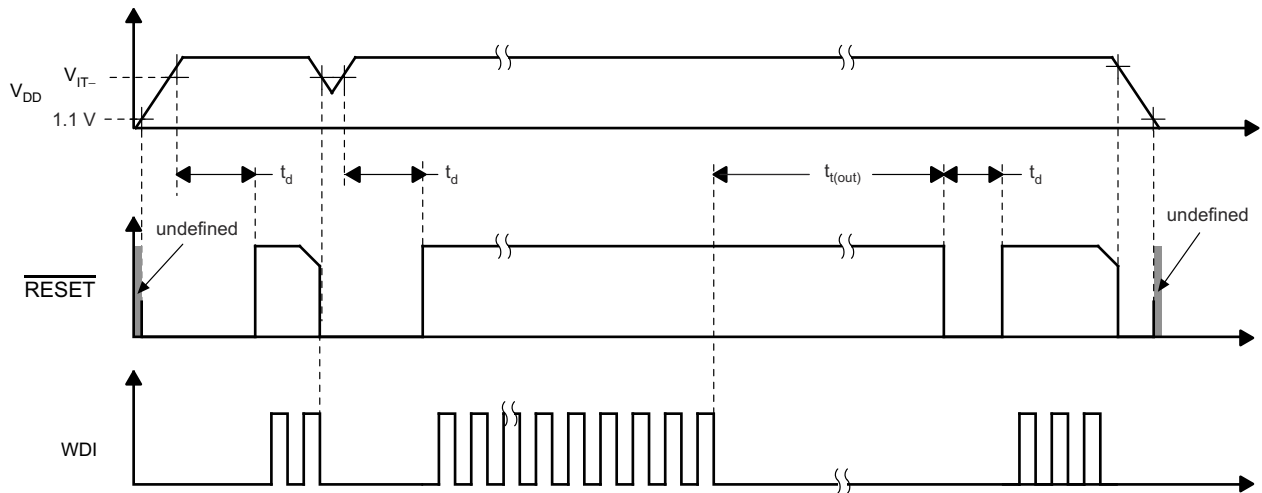 V_IT–
V_DD
1.1 V
t_d
t_d
t_t(out)
t_d
undefined
undefined
RESET
WDI